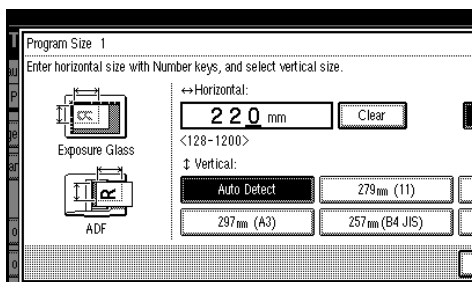 Program Size 1
Enter horizontal size with Number keys, and select vertical size.
↔Horizontal:
220 mm
Clear
<128-1200>
Exposure Glass
↕ Vertical:
Auto Detect
279mm (11)
R
ADF
297mm (A3)
257mm (B4 JIS)